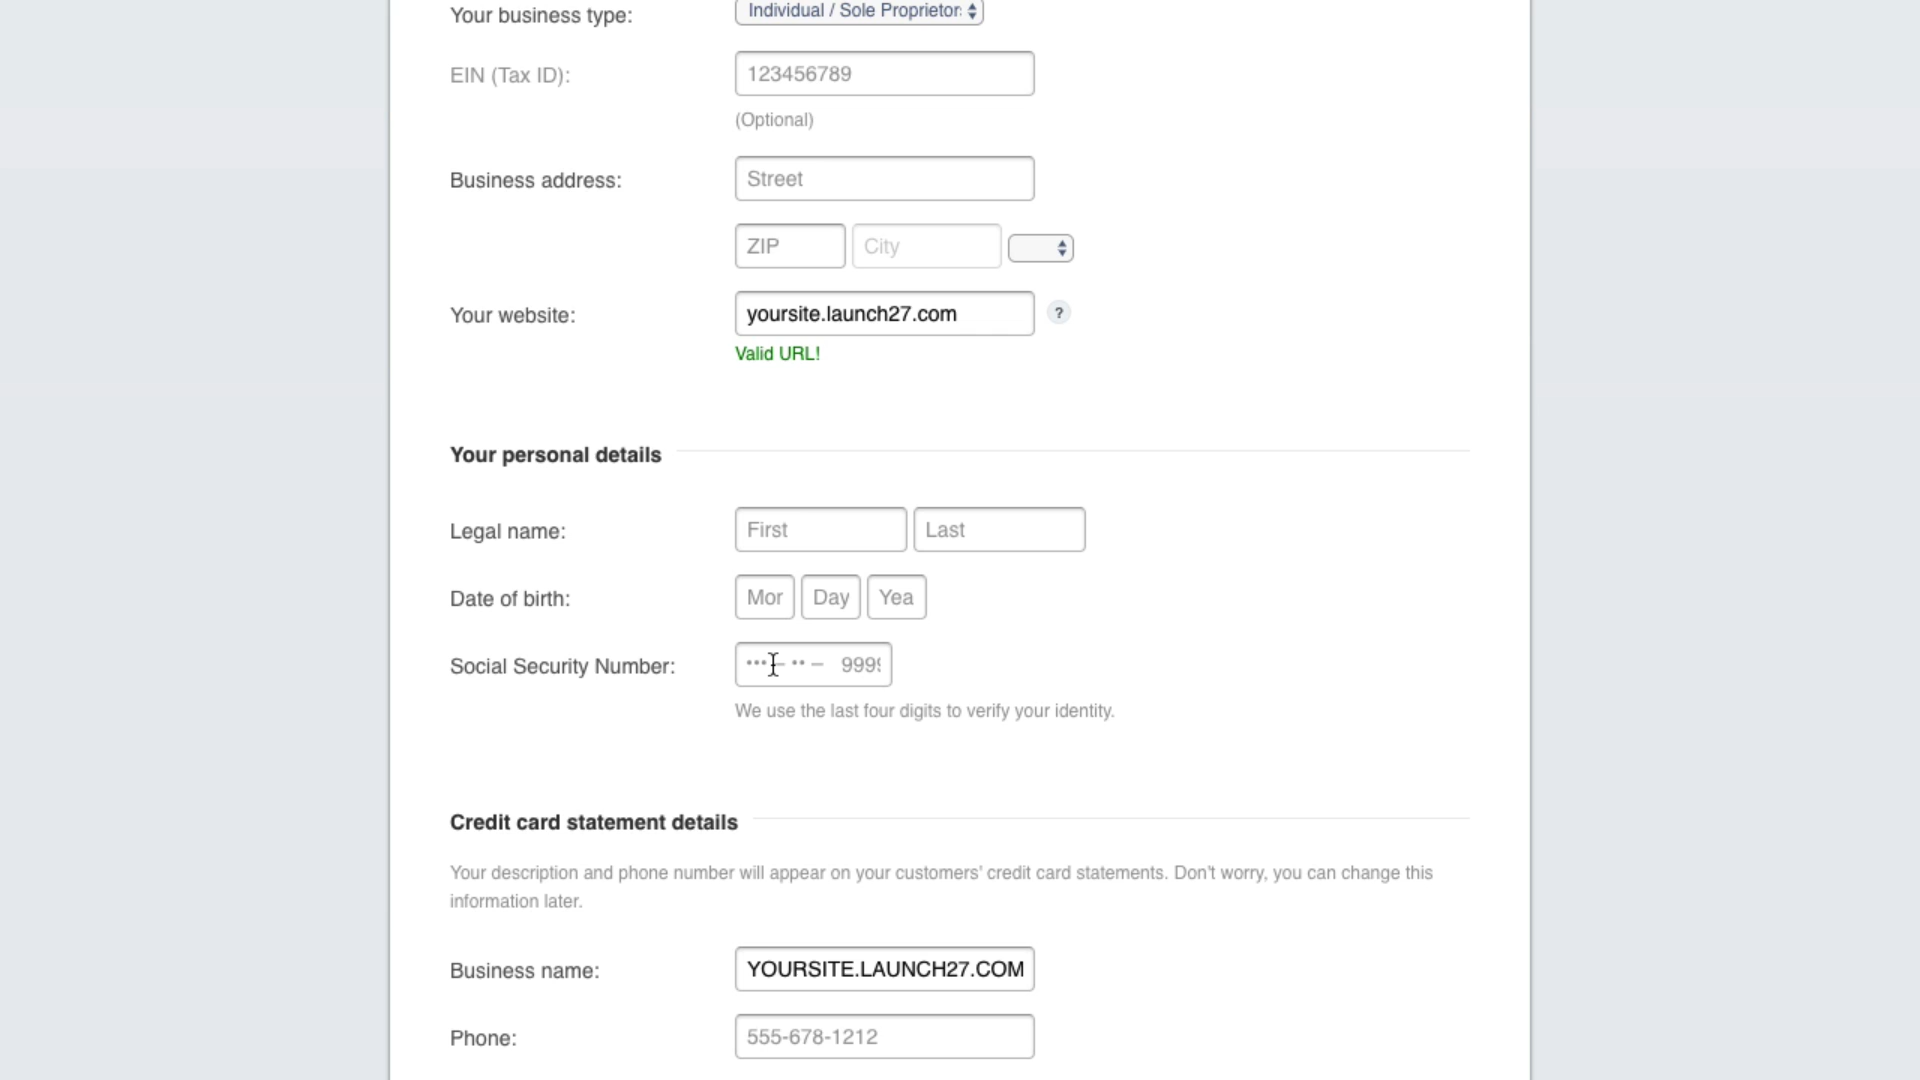 Your business type: Individual / Sole Proprietor
EIN (Tax ID): 123456789
(Optional)
Business address: Street
ZIP City
Your website: yoursite.launch27.com ?
Valid URL!
Your personal details
Legal name: First Last
Date of birth: Mor Day Yea
Social Security Number: ••• – •• – 999
We use the last four digits to verify your identity.
Credit card statement details
Your description and phone number will appear on your customers' credit card statements. Don't worry, you can change this
information later.
Business name: YOURSITE.LAUNCH27.COM
Phone: 555-678-1212